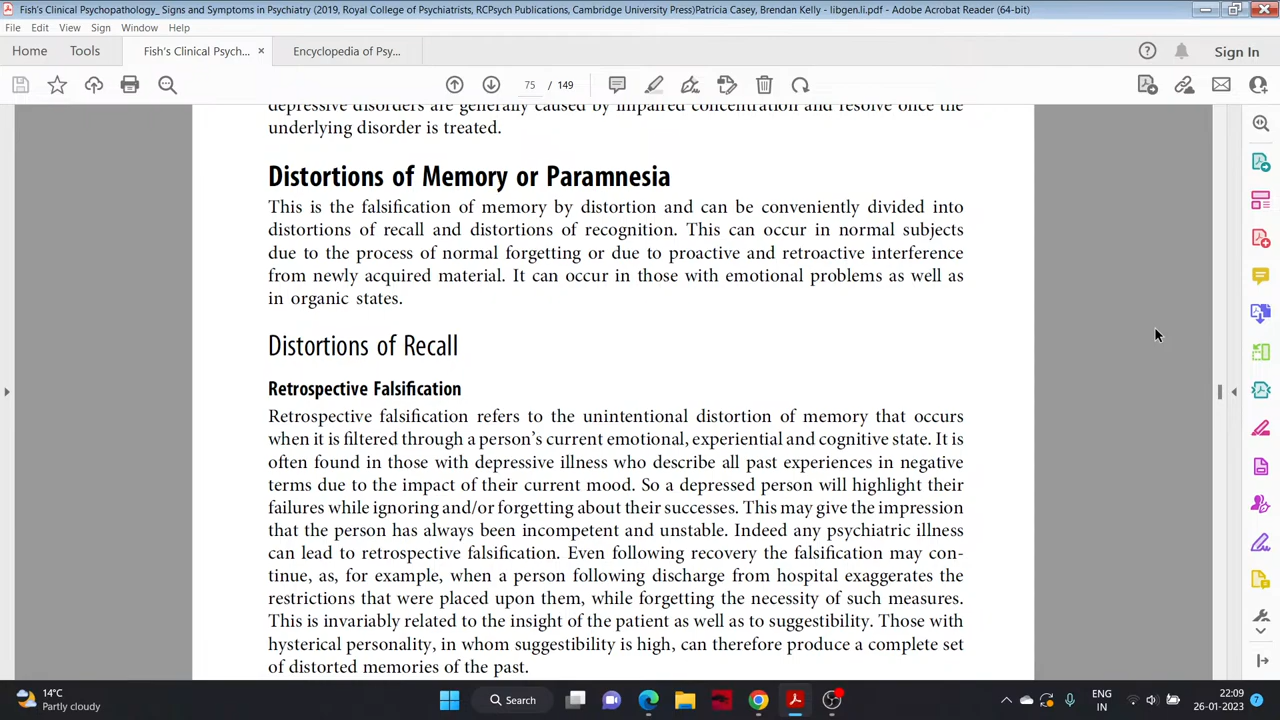 Fish's Clinical Psychopathology_ Signs and Symptoms in Psychiatry (2019, Royal College of Psychiatrists, RCPsych Publications, Cambridge University Press)Patricia Casey, Brendan Kelly - libgen.li.pdf - Adobe Acrobat Reader (64-bit)
File Edit View Sign Window Help
Home Tools Fish's Clinical Psych... × Encyclopedia of Psy... Sign In
75 / 149
depressive disorders are generally caused by impaired concentration and resolve once the
underlying disorder is treated.
Distortions of Memory or Paramnesia
This is the falsification of memory by distortion and can be conveniently divided into
distortions of recall and distortions of recognition. This can occur in normal subjects
due to the process of normal forgetting or due to proactive and retroactive interference
from newly acquired material. It can occur in those with emotional problems as well as
in organic states.
Distortions of Recall
Retrospective Falsification
Retrospective falsification refers to the unintentional distortion of memory that occurs
when it is filtered through a person's current emotional, experiential and cognitive state. It is
often found in those with depressive illness who describe all past experiences in negative
terms due to the impact of their current mood. So a depressed person will highlight their
failures while ignoring and/or forgetting about their successes. This may give the impression
that the person has always been incompetent and unstable. Indeed any psychiatric illness
can lead to retrospective falsification. Even following recovery the falsification may con-
tinue, as, for example, when a person following discharge from hospital exaggerates the
restrictions that were placed upon them, while forgetting the necessity of such measures.
This is invariably related to the insight of the patient as well as to suggestibility. Those with
hysterical personality, in whom suggestibility is high, can therefore produce a complete set
of distorted memories of the past.
14°C
Partly cloudy
Search
ENG
IN
22:09
26-01-2023
7